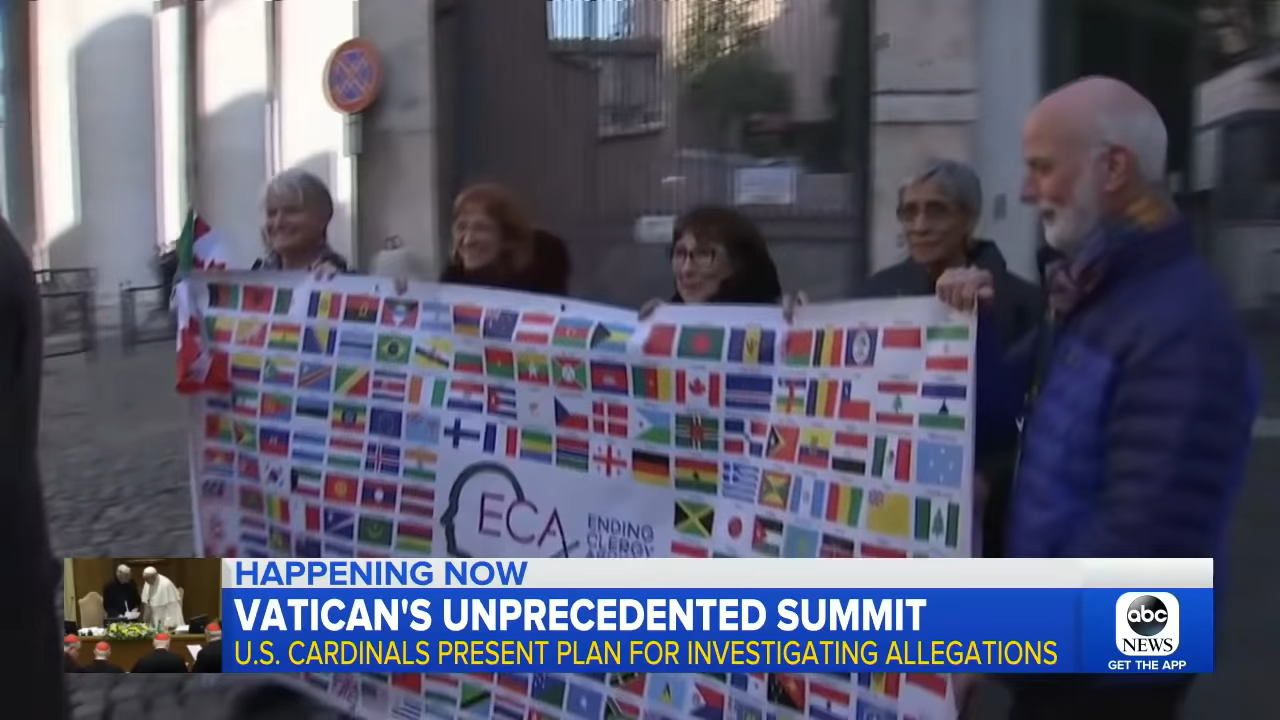 ECA
ENDING
CLERGY
HAPPENING NOW
VATICAN'S UNPRECEDENTED SUMMIT
U.S. CARDINALS PRESENT PLAN FOR INVESTIGATING ALLEGATIONS
abc
NEWS
GET THE APP